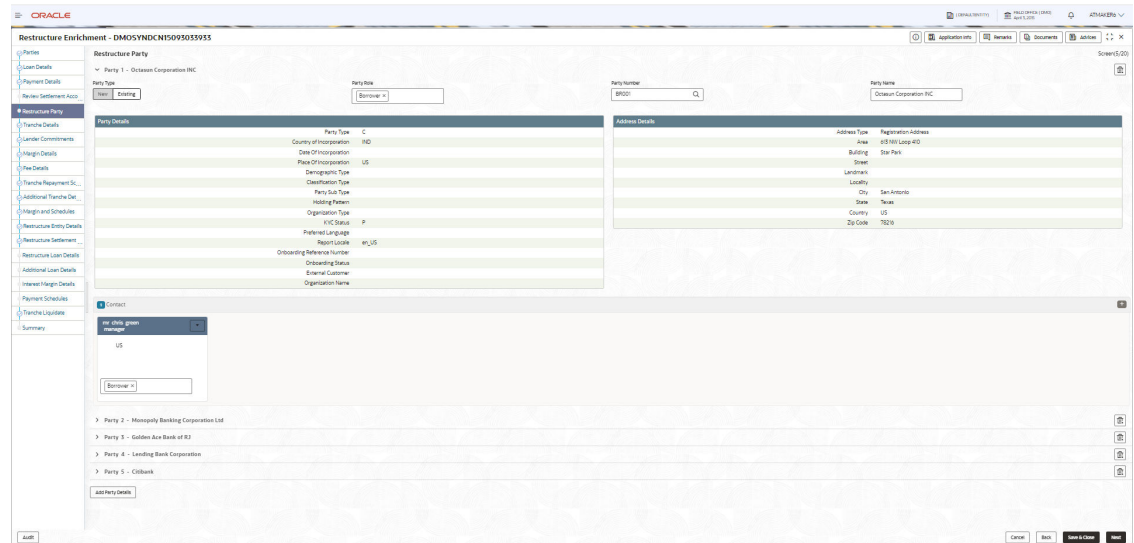 ORACLE
(DEFAULTENTITY)
FIELD OFFICE (DMO)
April 3, 2015
ATMAKER6
Restructure Enrichment - DMOSYNDCN15093033933
Application Info
Remarks
Documents
Advices
Parties
Loan Details
Payment Details
Review Settlement Acco
Restructure Party
Tranche Details
Lender Commitments
Margin Details
Fee Details
Tranche Repayment Sc...
Additional Tranche Det...
Margin and Schedules
Restructure Entity Details
Restructure Settlement ...
Restructure Loan Details
Additional Loan Details
Interest Margin Details
Payment Schedules
Tranche Liquidate
Summary
Restructure Party
Screen(5/20)
Party 1 - Octasun Corporation INC
Party Type
New Existing
Party Role
Borrower ×
Party Number
BR001
Party Name
Octasun Corporation INC
Party Details
Party Type C
Country of Incorporation IND
Date Of Incorporation
Place Of Incorporation US
Demographic Type
Classification Type
Party Sub Type
Holding Pattern
Organization Type
KYC Status P
Preferred Language
Report Locale en_US
Onboarding Reference Number
Onboarding Status
External Customer
Organization Name
Address Details
Address Type Registration Address
Area 613 NW Loop 410
Building Star Park
Street
Landmark
Locality
City San Antonio
State Texas
Country US
Zip Code 78216
Contact
mr chris green
manager
US
Borrower ×
Party 2 - Monopoly Banking Corporation Ltd
Party 3 - Golden Ace Bank of RJ
Party 4 - Lending Bank Corporation
Party 5 - Citibank
Add Party Details
Audit
Cancel
Back
Save & Close
Next